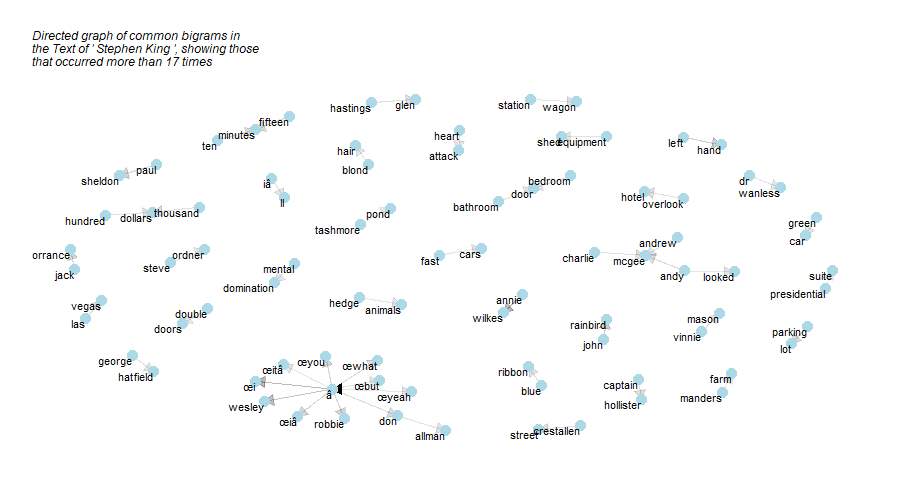 Directed graph of common bigrams in
the Text of ' Stephen King ', showing those
that occurred more than 17 times
hastings
glen
station
wagon
fifteen
minutes
ten
heart
attack
hair
blond
shed
equipment
left
hand
paul
sheldon
iâ
ll
bedroom
door
bathroom
hotel
overlook
dr
wanless
hundred
dollars
thousand
pond
tashmore
green
car
orrance
jack
steve
ordner
fast
cars
charlie
mcgee
andrew
andy
looked
suite
presidential
mental
domination
vegas
las
double
doors
hedge
animals
annie
wilkes
rainbird
john
mason
vinnie
parking
lot
george
hatfield
œyou
œitâ
œwhat
œi
œbut
œyeah
â
wesley
œiâ
robbie
don
allman
ribbon
blue
captain
hollister
farm
manders
street
crestallen